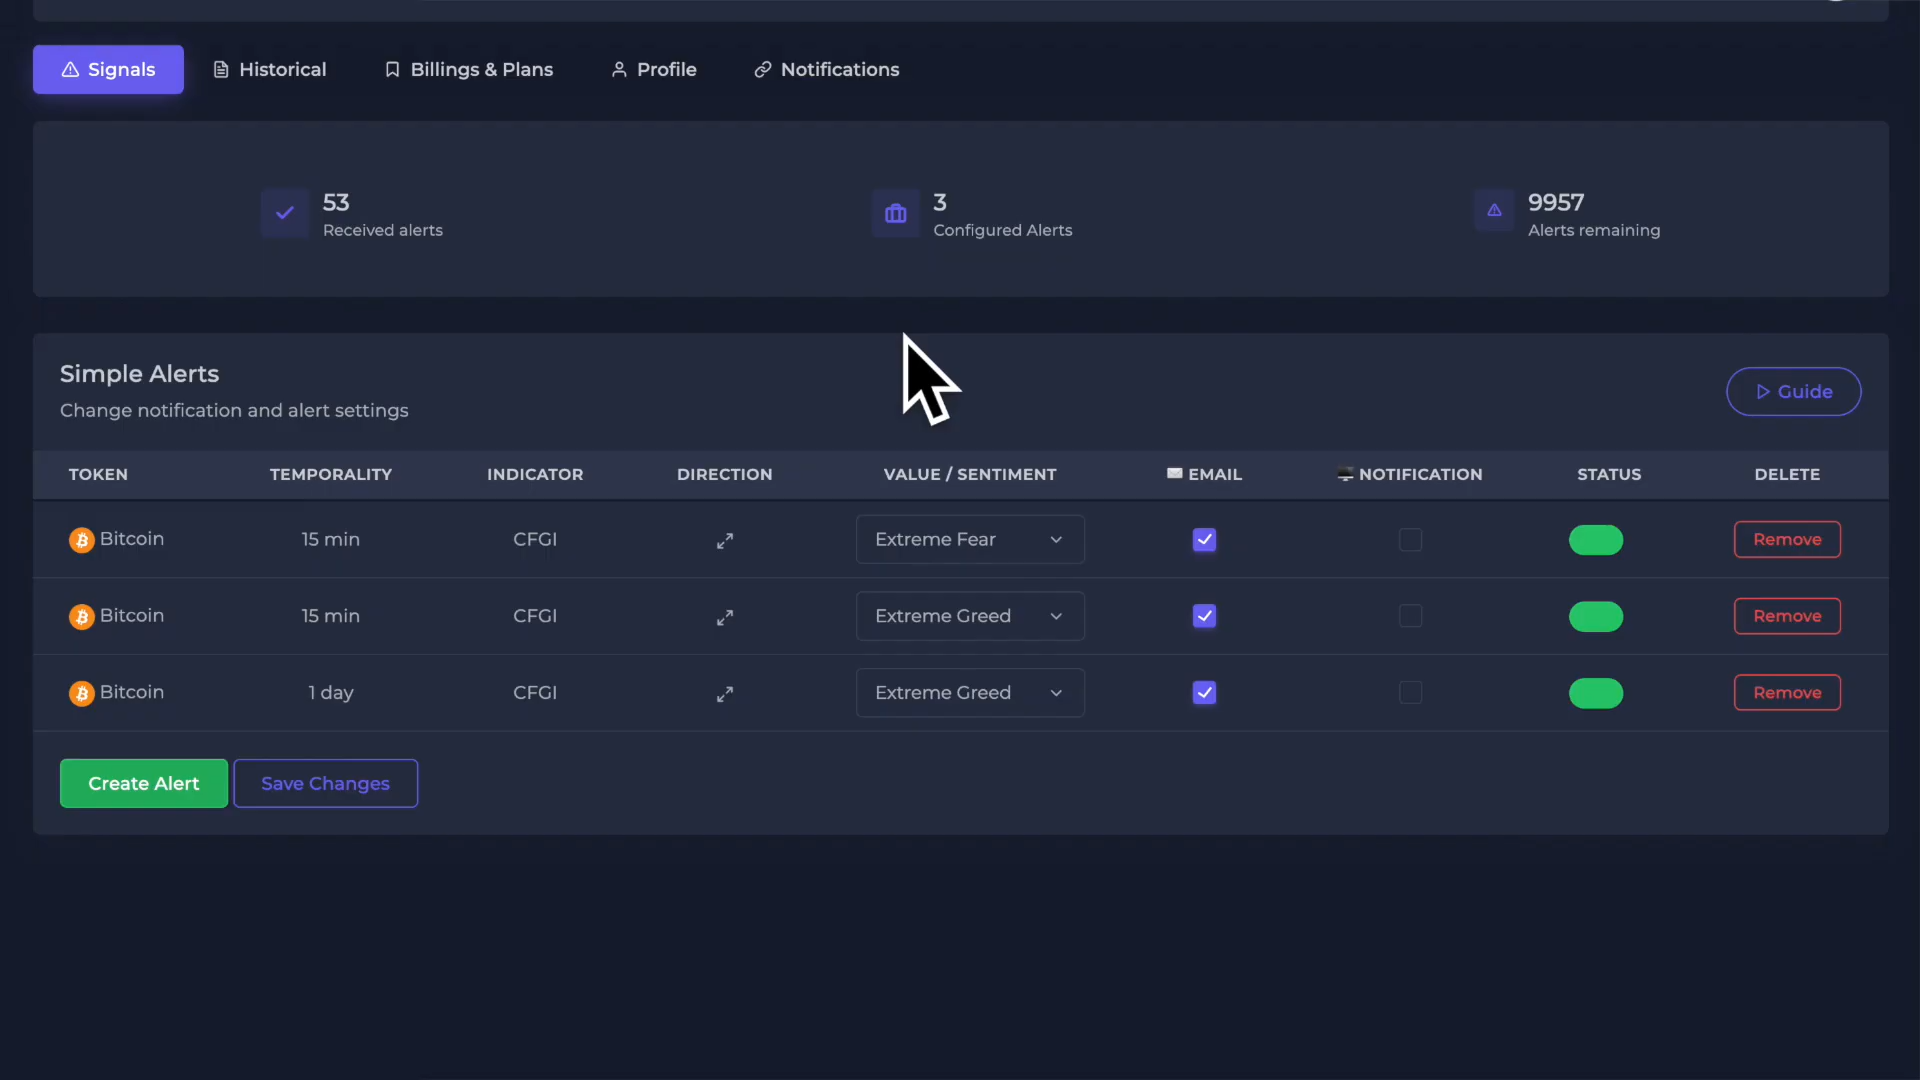 Signals Historical Billings & Plans Profile Notifications
53 3 9957
Received alerts Configured Alerts Alerts remaining
Simple Alerts
Change notification and alert settings
Guide
TOKEN TEMPORALITY INDICATOR DIRECTION VALUE / SENTIMENT EMAIL NOTIFICATION STATUS DELETE
Bitcoin 15 min CFGI Extreme Fear Remove
Bitcoin 15 min CFGI Extreme Greed Remove
Bitcoin 1 day CFGI Extreme Greed Remove
Create Alert Save Changes